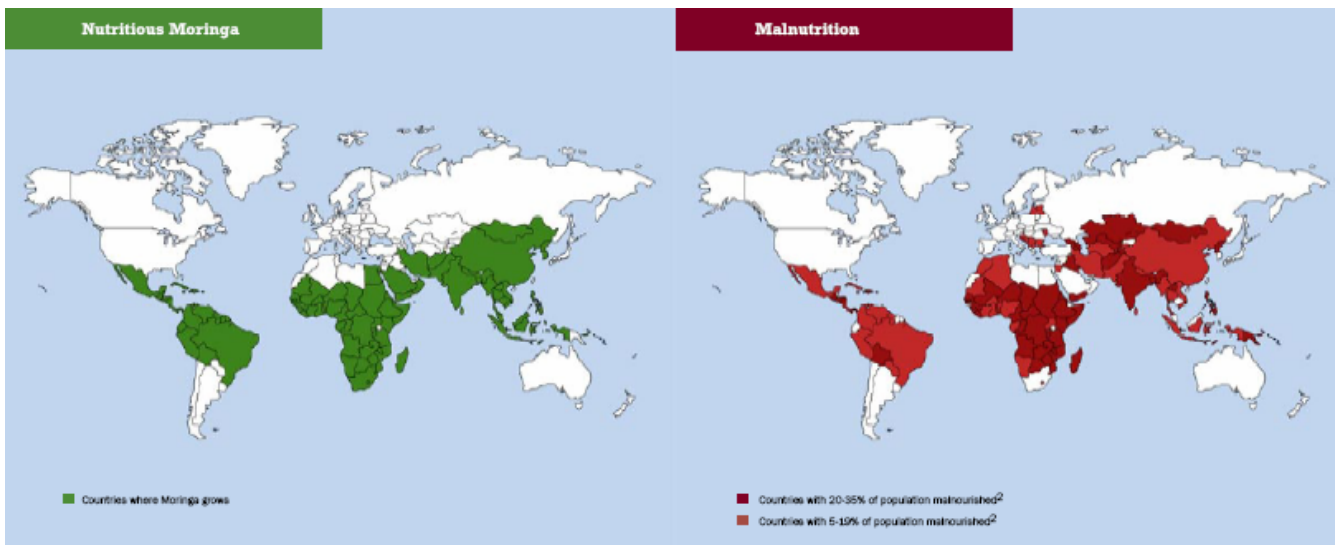 Nutritious Moringa
Malnutrition
Countries where Moringa grows
Countries with 20-35% of population malnourished2
Countries with 5-19% of population malnourished2